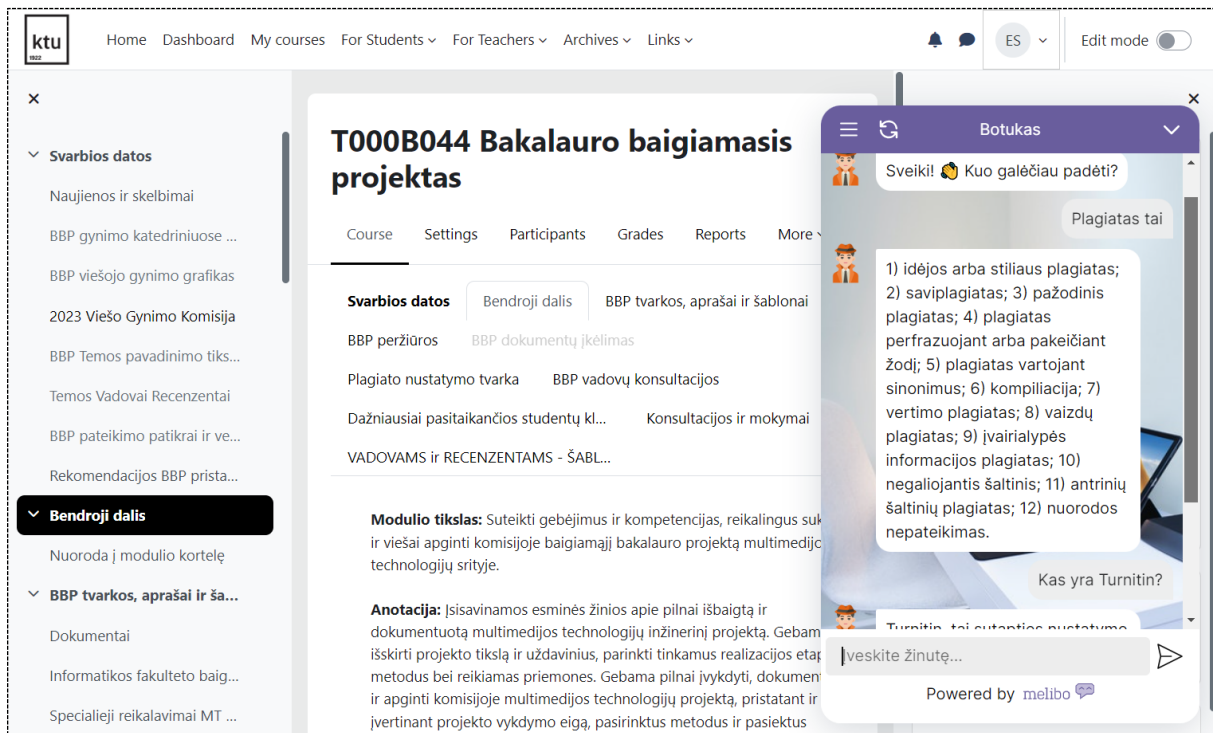 ktu
1922
Home Dashboard My courses For Students For Teachers Archives Links
ES
Edit mode
Svarbios datos
Naujienos ir skelbimai
BBP gynimo katedriniuose ...
BBP viešojo gynimo grafikas
2023 Viešo Gynimo Komisija
BBP Temos pavadinimo tiks...
Temos Vadovai Recenzentai
BBP pateikimo patikrai ir ve...
Rekomendacijos BBP prista...
Bendroji dalis
Nuoroda į modulio kortelę
BBP tvarkos, aprašai ir ša...
Dokumentai
Informatikos fakulteto baig...
Specialieji reikalavimai MT ...
T000B044 Bakalauro baigiamasis
projektas
Course Settings Participants Grades Reports More
Svarbios datos Bendroji dalis BBP tvarkos, aprašai ir šablonai
BBP peržiūros BBP dokumentų įkėlimas
Plagiato nustatymo tvarka BBP vadovų konsultacijos
Dažniausiai pasitaikančios studentų kl... Konsultacijos ir mokymai
VADOVAMS ir RECENZENTAMS - ŠABL...
Modulio tikslas: Suteikti gebėjimus ir kompetencijas, reikalingus suk
ir viešai apginti komisijoje baigiamąjį bakalauro projektą multimedijo
technologijų srityje.
Anotacija: Įsisavinamos esminės žinios apie pilnai išbaigtą ir
dokumentuotą multimedijos technologijų inžinerinį projektą. Gebam
išskirti projekto tikslą ir uždavinius, parinkti tinkamus realizacijos etap
metodus bei reikiamas priemones. Gebama pilnai įvykdyti, dokument
ir apginti komisijoje multimedijos technologijų projektą, pristatant ir
įvertinant projekto vykdymo eigą, pasirinktus metodus ir pasiektus
Botukas
Sveiki! 👋 Kuo galėčiau padėti?
Plagiatas tai
1) idėjos arba stiliaus plagiatas;
2) saviplagiatas; 3) pažodinis
plagiatas; 4) plagiatas
perfrazuojant arba pakeičiant
žodį; 5) plagiatas vartojant
sinonimus; 6) kompiliacija; 7)
vertimo plagiatas; 8) vaizdų
plagiatas; 9) įvairialypės
informacijos plagiatas; 10)
negaliojantis šaltinis; 11) antrinių
šaltinių plagiatas; 12) nuorodos
nepateikimas.
Kas yra Turnitin?
Turnitin, tai sutapties nustatymo
Įveskite žinutę...
Powered by melibo